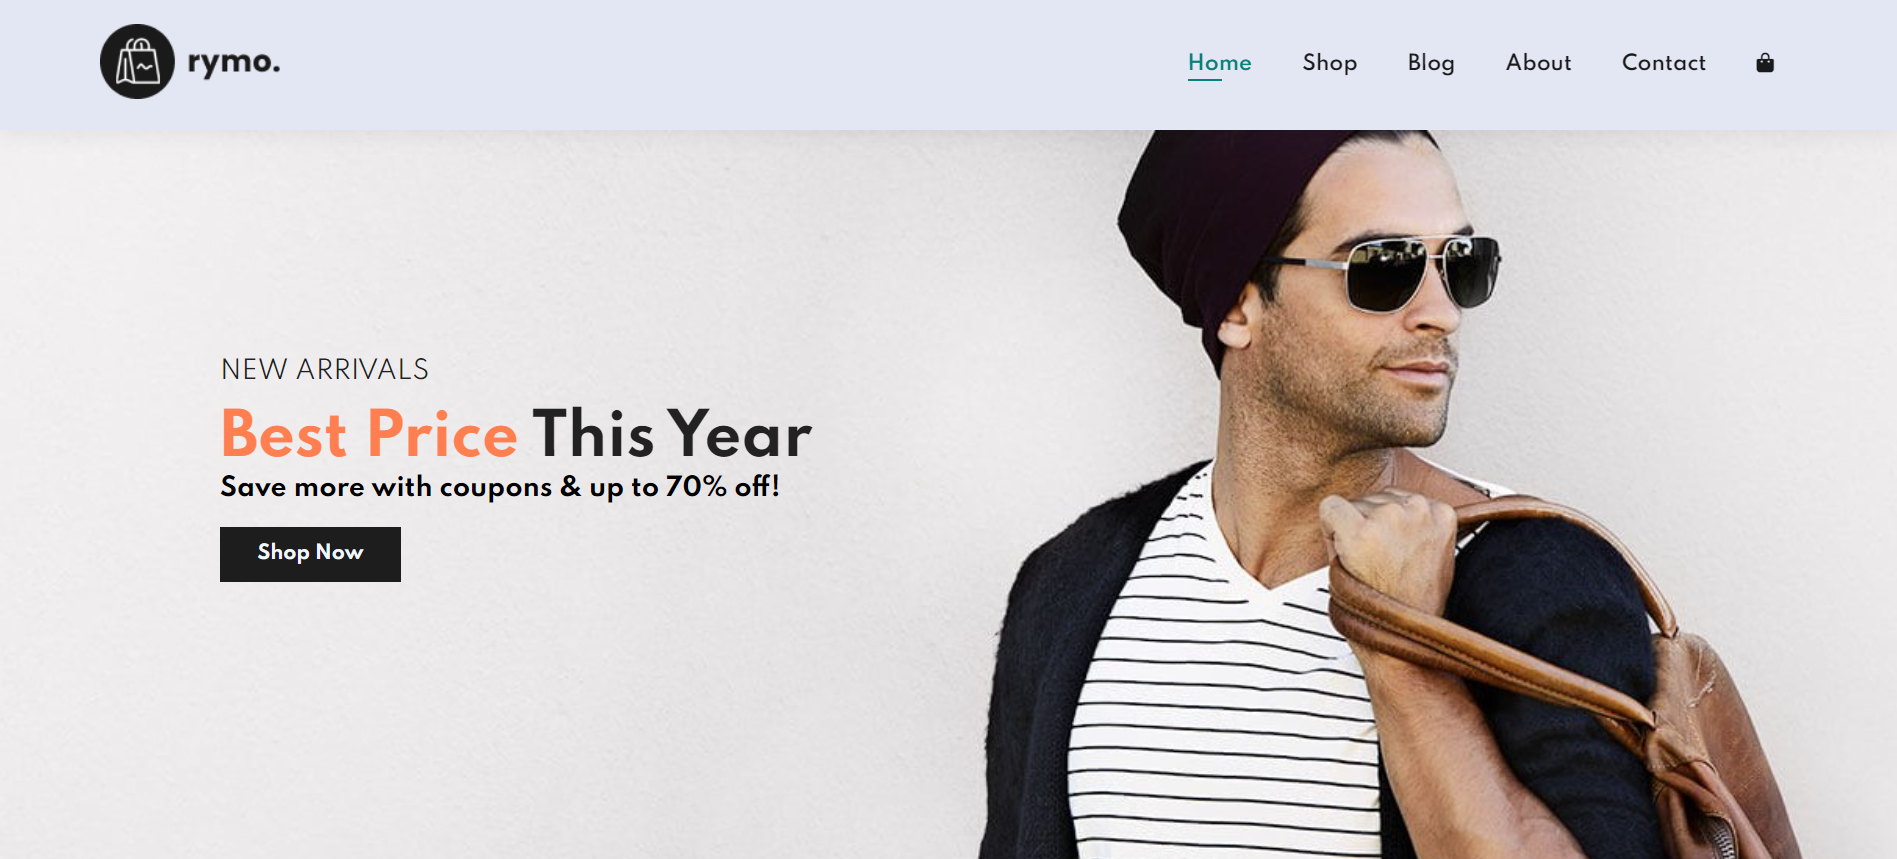 rymo.
Home Shop Blog About Contact
NEW ARRIVALS
Best Price This Year
Save more with coupons & up to 70% off!
Shop Now